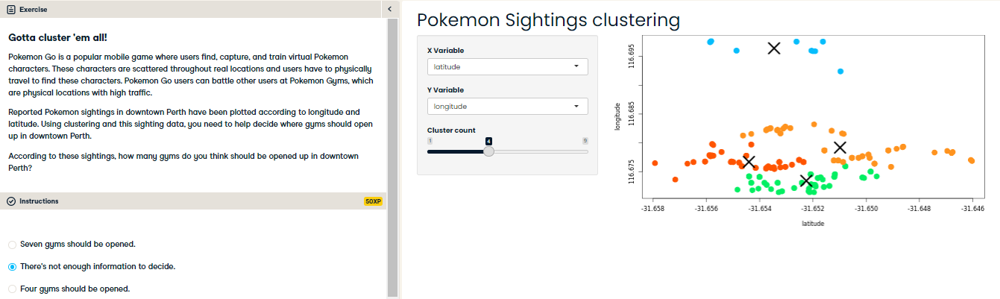 Exercise
Gotta cluster 'em all!
Pokemon Go is a popular mobile game where users find, capture, and train virtual Pokemon
characters. These characters are scattered throughout real locations and users have to physically
travel to find these characters. Pokemon Go users can battle other users at Pokemon Gyms, which
are physical locations with high traffic.
Reported Pokemon sightings in downtown Perth have been plotted according to longitude and
latitude. Using clustering and this sighting data, you need to help decide where gyms should open
up in downtown Perth.
According to these sightings, how many gyms do you think should be opened up in downtown
Perth?
Instructions
50XP
Seven gyms should be opened.
There's not enough information to decide.
Four gyms should be opened.
Pokemon Sightings clustering
X Variable
latitude
Y Variable
longitude
Cluster count
1
4
9
116.695
116.685
116.675
longitude
-31.658
-31.656
-31.654
-31.652
-31.650
-31.648
-31.646
latitude